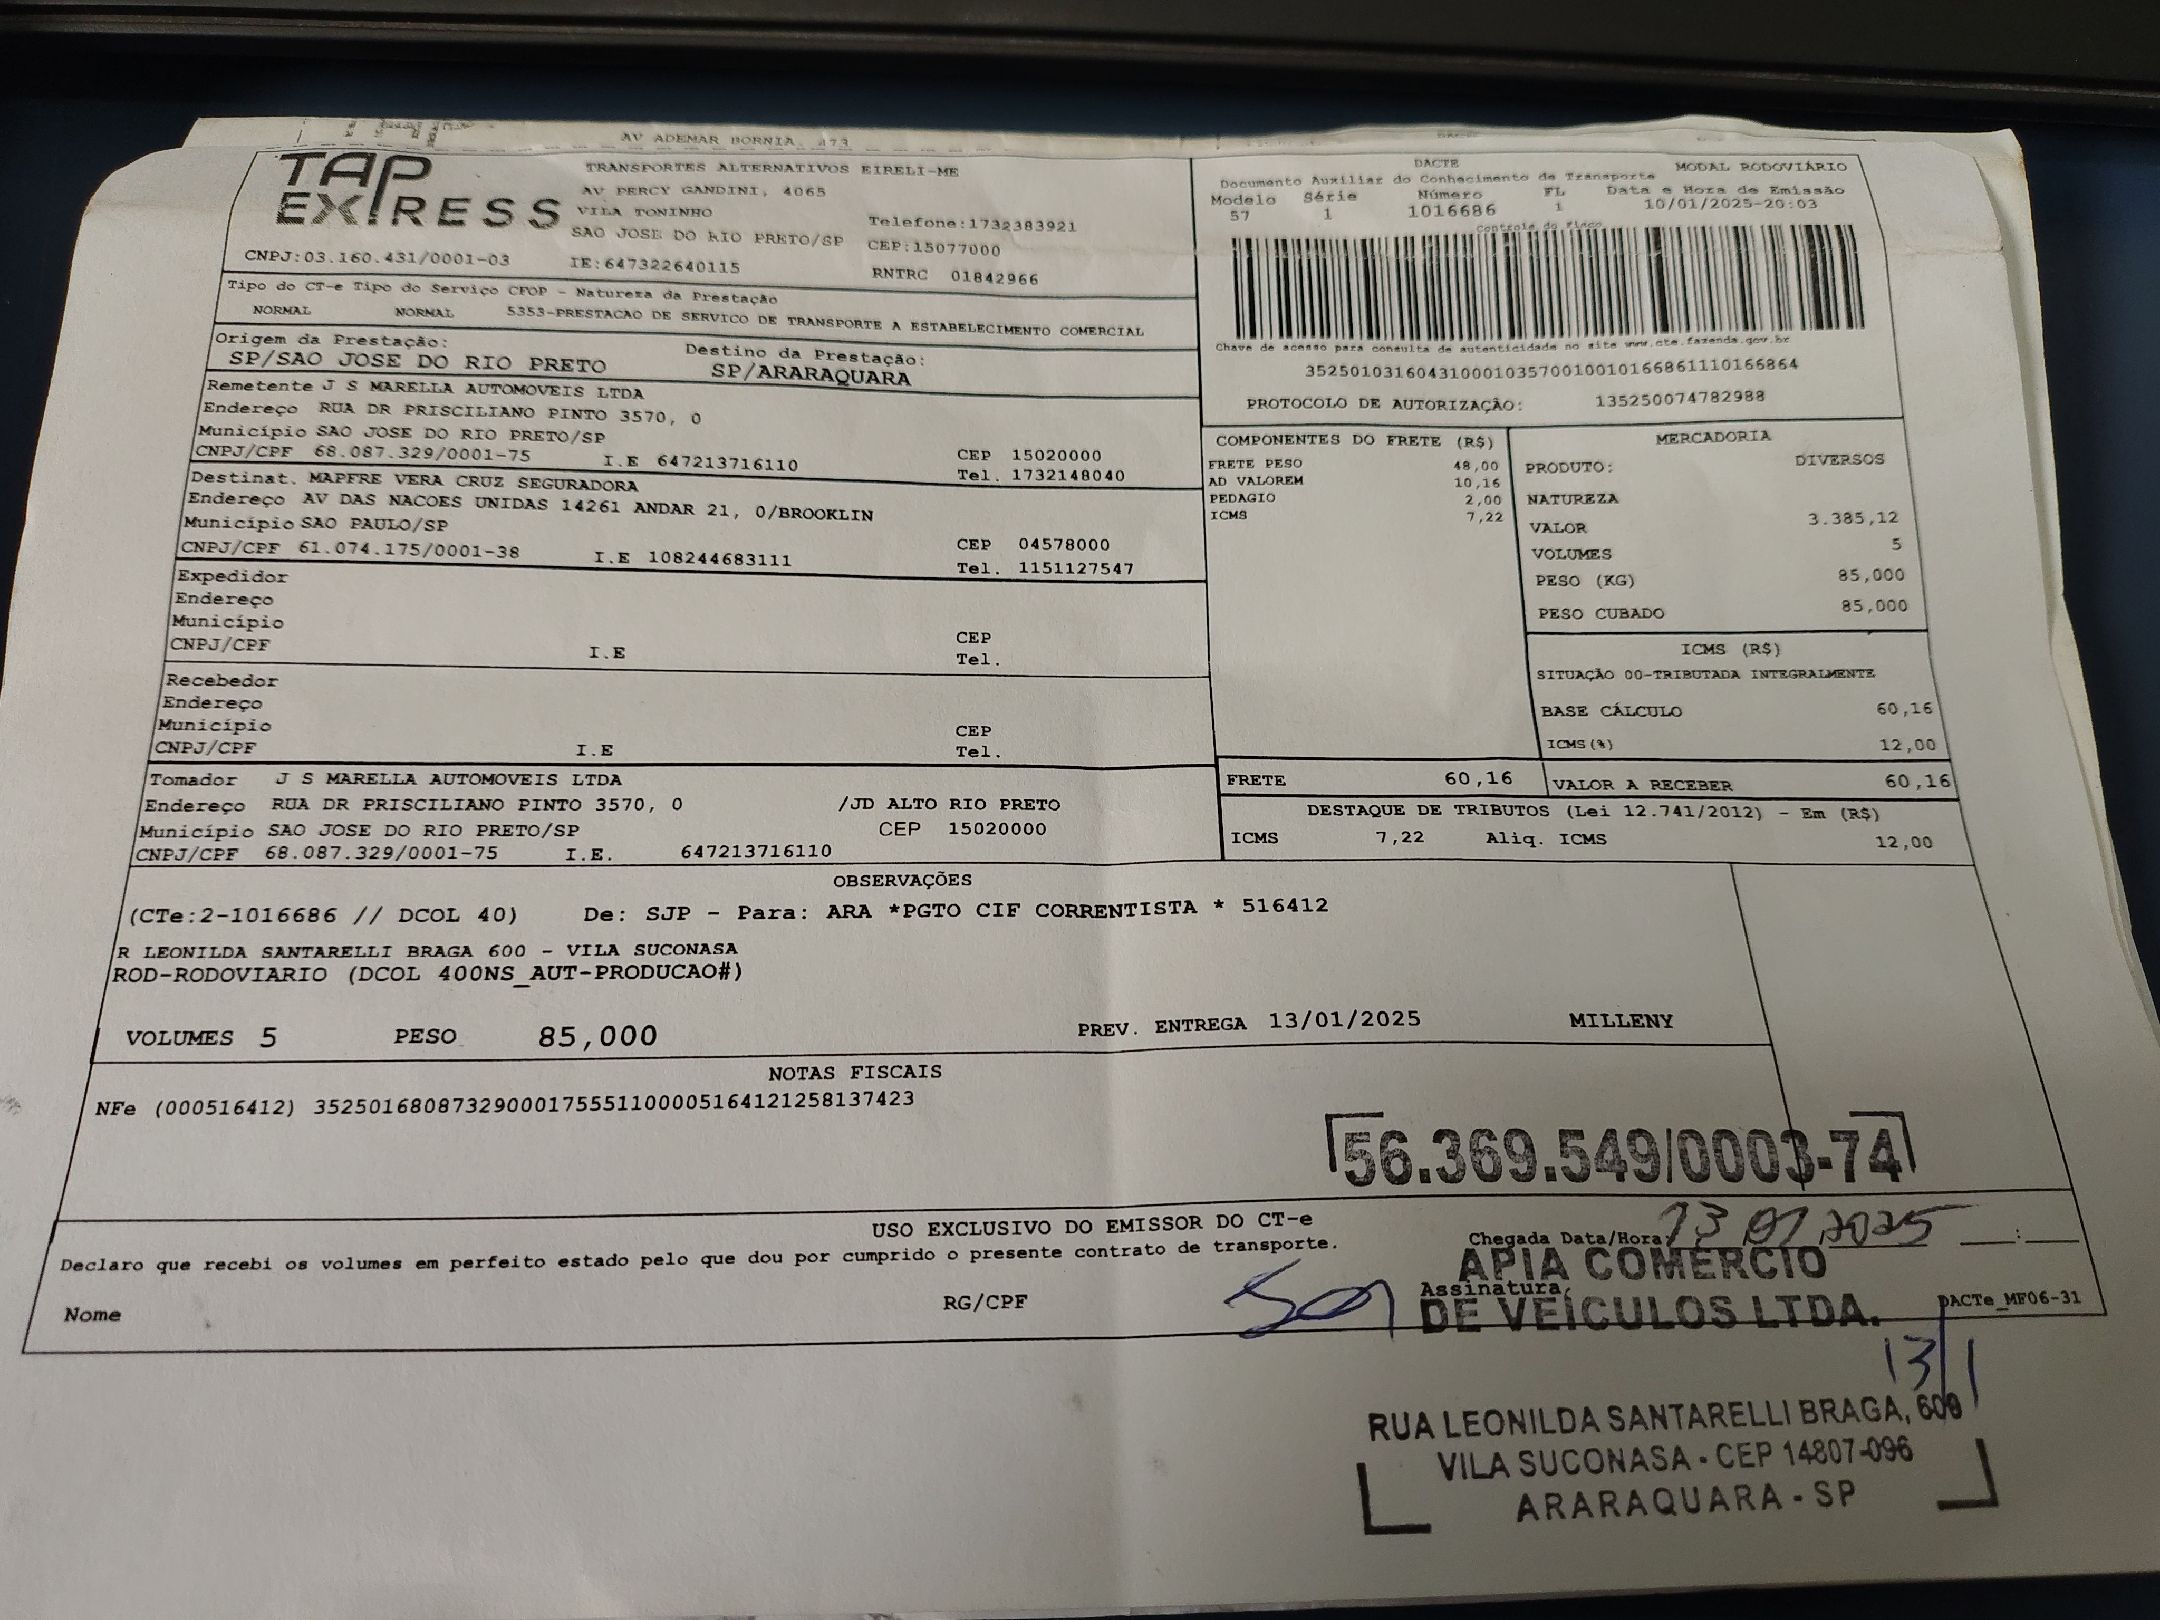 AV ADEMAR BORNIA, 473
TAP EXPRESS
TRANSPORTES ALTERNATIVOS EIRELI-ME
AV PERCY GANDINI, 4065
VILA TONINHO
SAO JOSE DO RIO PRETO/SP
Telefone:1732383921
CEP:15077000
CNPJ:03.160.431/0001-03 IE:647322640115 RNTRC 01842966
DACTE MODAL RODOVIÁRIO
Documento Auxiliar do Conhecimento de Transporte
Modelo Série Número FL Data e Hora de Emissão
57 1 1016686 1 10/01/2025-20:03
Controle do Fisco
Chave de acesso para consulta de autenticidade no site www.cte.fazenda.gov.br
35250103160431000103570010010166861110166864
PROTOCOLO DE AUTORIZAÇÃO: 135250074782988
Tipo do CT-e Tipo do Serviço CFOP - Natureza da Prestação
NORMAL NORMAL 5353-PRESTACAO DE SERVICO DE TRANSPORTE A ESTABELECIMENTO COMERCIAL
Origem da Prestação: Destino da Prestação:
SP/SAO JOSE DO RIO PRETO SP/ARARAQUARA
Remetente J S MARELLA AUTOMOVEIS LTDA
Endereço RUA DR PRISCILIANO PINTO 3570, 0
Município SAO JOSE DO RIO PRETO/SP CEP 15020000
CNPJ/CPF 68.087.329/0001-75 I.E 647213716110 Tel. 1732148040
Destinat. MAPFRE VERA CRUZ SEGURADORA
Endereço AV DAS NACOES UNIDAS 14261 ANDAR 21, 0/BROOKLIN
Município SAO PAULO/SP CEP 04578000
CNPJ/CPF 61.074.175/0001-38 I.E 108244683111 Tel. 1151127547
Expedidor
Endereço
Município CEP
CNPJ/CPF I.E Tel.
Recebedor
Endereço
Município CEP
CNPJ/CPF I.E Tel.
Tomador J S MARELLA AUTOMOVEIS LTDA
Endereço RUA DR PRISCILIANO PINTO 3570, 0 /JD ALTO RIO PRETO
Município SAO JOSE DO RIO PRETO/SP CEP 15020000
CNPJ/CPF 68.087.329/0001-75 I.E. 647213716110
COMPONENTES DO FRETE (R$)
FRETE PESO 48,00
AD VALOREM 10,16
PEDAGIO 2,00
ICMS 7,22
MERCADORIA
PRODUTO: DIVERSOS
NATUREZA
VALOR 3.385,12
VOLUMES 5
PESO (KG) 85,000
PESO CUBADO 85,000
ICMS (R$)
SITUAÇÃO 00-TRIBUTADA INTEGRALMENTE
BASE CÁLCULO 60,16
ICMS(%) 12,00
FRETE 60,16 VALOR A RECEBER 60,16
DESTAQUE DE TRIBUTOS (Lei 12.741/2012) - Em (R$)
ICMS 7,22 Aliq. ICMS 12,00
OBSERVAÇÕES
(CTe:2-1016686 // DCOL 40) De: SJP - Para: ARA *PGTO CIF CORRENTISTA * 516412
R LEONILDA SANTARELLI BRAGA 600 - VILA SUCONASA
ROD-RODOVIARIO (DCOL 400NS_AUT-PRODUCAO#)
VOLUMES 5 PESO 85,000 PREV. ENTREGA 13/01/2025 MILLENY
NOTAS FISCAIS
NFe (000516412) 35250168087329000175551100005164121258137423
56.369.549/0003-74
USO EXCLUSIVO DO EMISSOR DO CT-e
Declaro que recebi os volumes em perfeito estado pelo que dou por cumprido o presente contrato de transporte.
Chegada Data/Hora: 13 01 2025 :
APIA COMÉRCIO
Nome RG/CPF Assinatura
DE VEÍCULOS LTDA.
DACTe_MF06-31
13/1
RUA LEONILDA SANTARELLI BRAGA, 600
VILA SUCONASA - CEP 14807-096
ARARAQUARA - SP